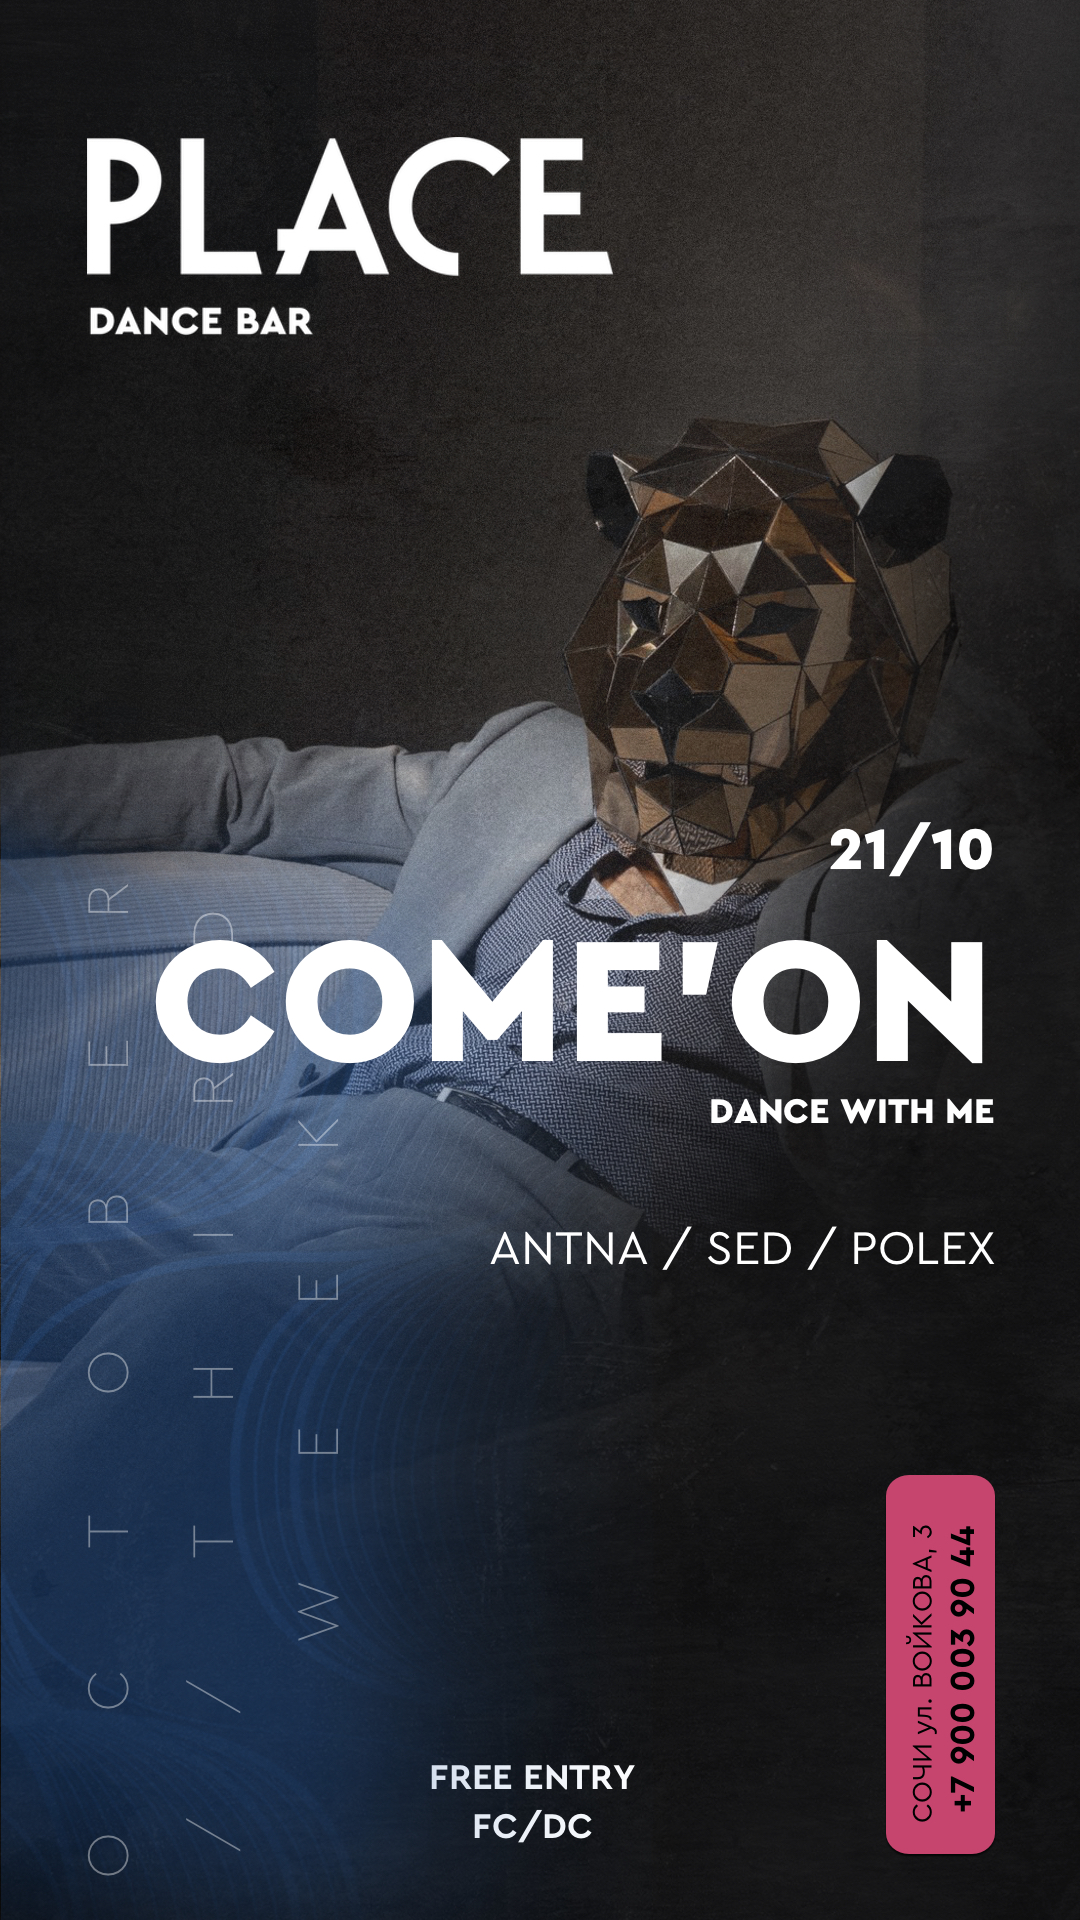 PLACE
DANCE BAR
21/10
COME'ON
DANCE WITH ME
ANTNA / SED / POLEX
OCTOBER
// THIRD
WEEK
СОЧИ ул. ВОЙКОВА, 3
+7 900 003 90 44
FREE ENTRY
FC/DC